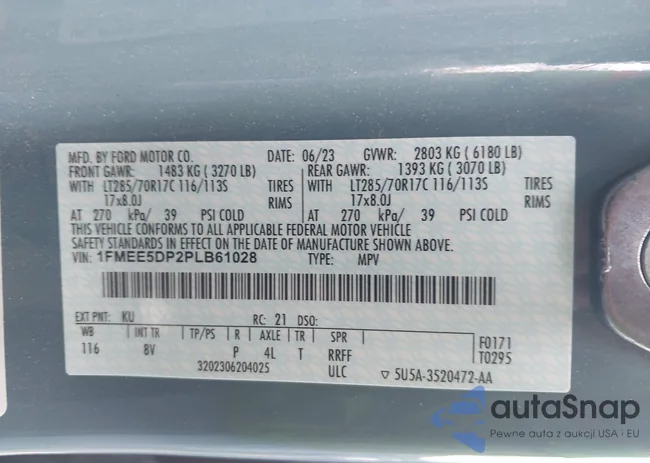 MFD. BY FORD MOTOR CO. DATE: 06/23 GVWR: 2803 KG ( 6180 LB)
FRONT GAWR: 1483 KG ( 3270 LB) REAR GAWR: 1393 KG ( 3070 LB)
WITH LT285/70R17C 116/113S TIRES WITH LT285/70R17C 116/113S TIRES
17x8.0J RIMS 17x8.0J RIMS
AT 270 kPa/ 39 PSI COLD AT 270 kPa/ 39 PSI COLD
THIS VEHICLE CONFORMS TO ALL APPLICABLE FEDERAL MOTOR VEHICLE
SAFETY STANDARDS IN EFFECT ON THE DATE OF MANUFACTURE SHOWN ABOVE.
VIN: 1FMEE5DP2PLB61028 TYPE: MPV
EXT PNT: KU RC: 21 DSO:
WB INT TR TP/PS R AXLE TR SPR F0171
116 8V P 4L T RRFF T0295
3202306204025 ULC ▽ 5U5A-3520472-AA
autaSnap
Pewne auta z aukcji USA i EU